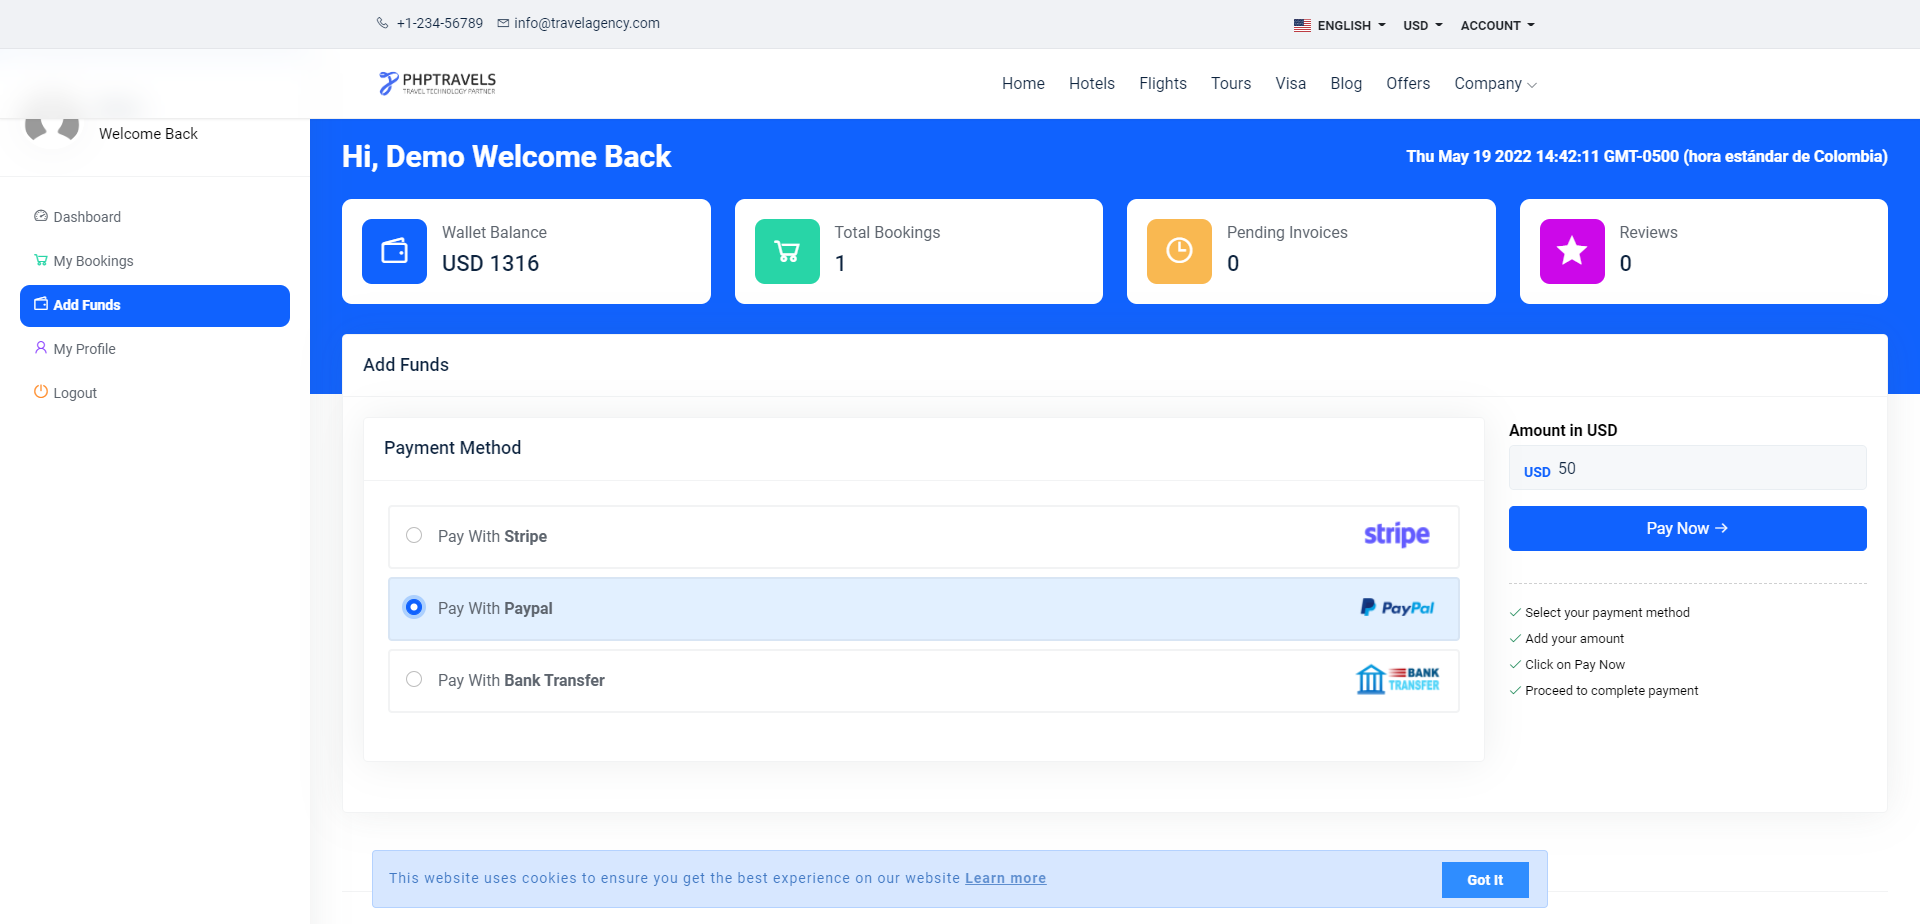 +1-234-56789 info@travelagency.com
ENGLISH USD ACCOUNT
PHPTRAVELS
TRAVEL TECHNOLOGY PARTNER
Home Hotels Flights Tours Visa Blog Offers Company
Welcome Back
Dashboard
My Bookings
Add Funds
My Profile
Logout
Hi, Demo Welcome Back
Thu May 19 2022 14:42:11 GMT-0500 (hora estándar de Colombia)
Wallet Balance
USD 1316
Total Bookings
1
Pending Invoices
0
Reviews
0
Add Funds
Payment Method
Pay With Stripe
stripe
Pay With Paypal
PayPal
Pay With Bank Transfer
BANK
TRANSFER
Amount in USD
USD 50
Pay Now
Select your payment method
Add your amount
Click on Pay Now
Proceed to complete payment
This website uses cookies to ensure you get the best experience on our website Learn more
Got It